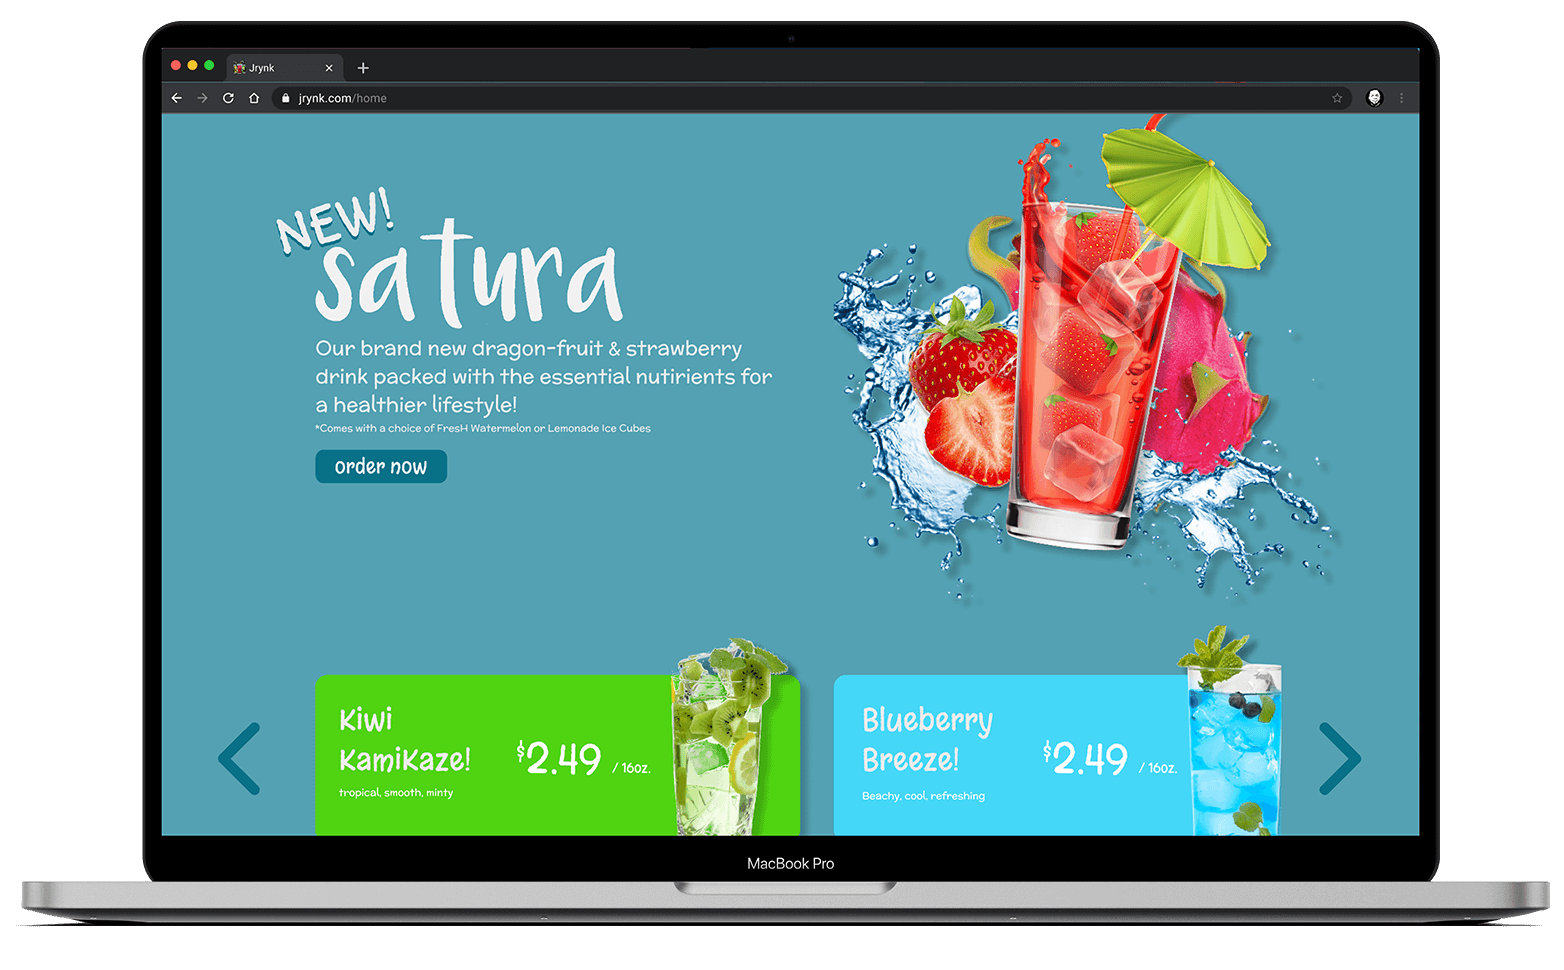 Jrynk
jrynk.com/home
NEW!
satura
Our brand new dragon-fruit & strawberry
drink packed with the essential nutirients for
a healthier lifestyle!
*Comes with a choice of FresH Watermelon or Lemonade Ice Cubes
order now
Kiwi
KamiKaze!
$2.49 / 16oz.
tropical, smooth, minty
Blueberry
Breeze!
$2.49 / 16oz.
Beachy, cool, refreshing
MacBook Pro